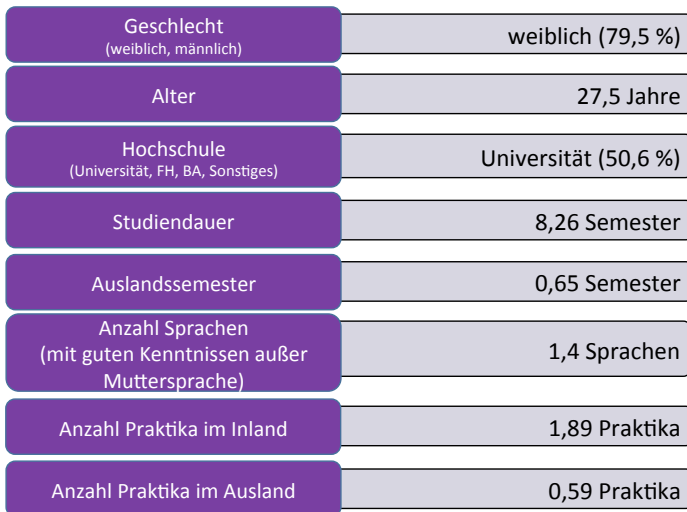 Geschlecht
(weiblich, männlich)
weiblich (79,5 %)
Alter
27,5 Jahre
Hochschule
(Universität, FH, BA, Sonstiges)
Universität (50,6 %)
Studiendauer
8,26 Semester
Auslandssemester
0,65 Semester
Anzahl Sprachen
(mit guten Kenntnissen außer
Muttersprache)
1,4 Sprachen
Anzahl Praktika im Inland
1,89 Praktika
Anzahl Praktika im Ausland
0,59 Praktika